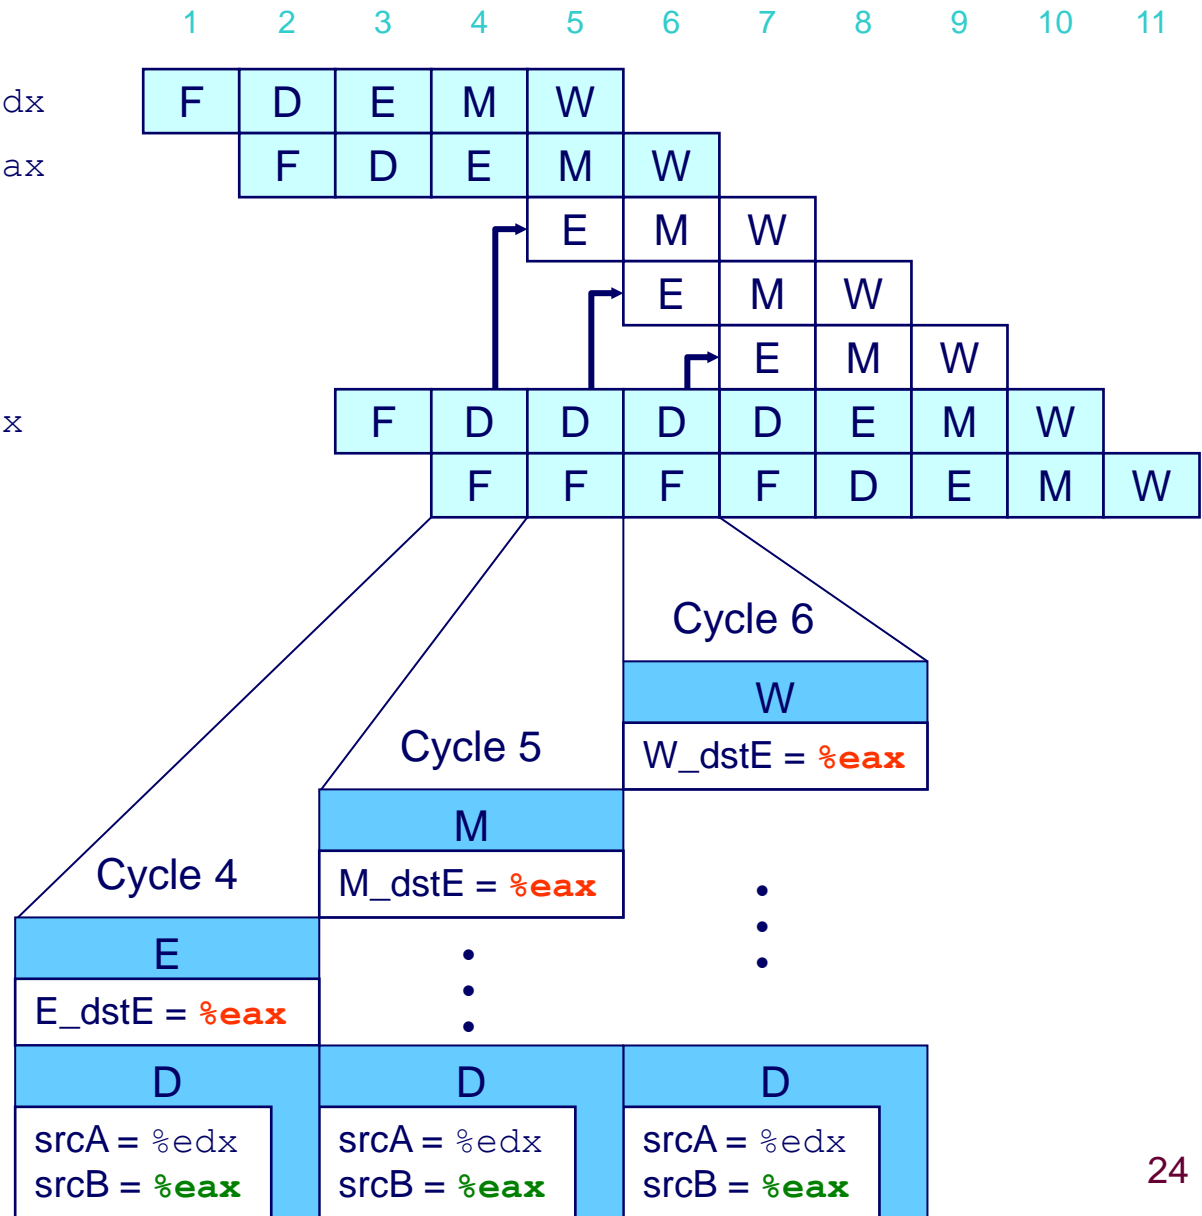 1 2 3 4 5 6 7 8 9 10 11
dx F D E M W
ax F D E M W
E M W
E M W
E M W
x F D D D D E M W
F F F F D E M W
Cycle 6
W
W_dstE = %eax
Cycle 5
M
M_dstE = %eax
Cycle 4
E
E_dstE = %eax
D D D
srcA = %edx srcA = %edx srcA = %edx
srcB = %eax srcB = %eax srcB = %eax
24